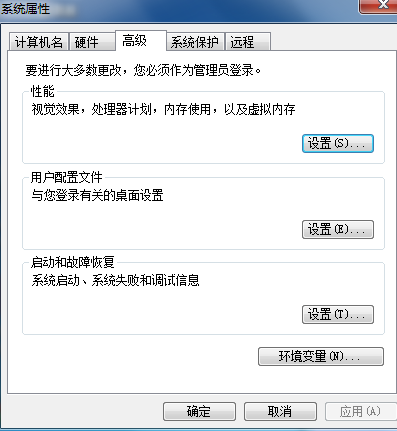 系统属性
计算机名 硬件 高级 系统保护 远程
要进行大多数更改，您必须作为管理员登录。
性能
视觉效果，处理器计划，内存使用，以及虚拟内存
设置(S)...
用户配置文件
与您登录有关的桌面设置
设置(E)...
启动和故障恢复
系统启动、系统失败和调试信息
设置(T)...
环境变量(N)...
确定 取消 应用(A)